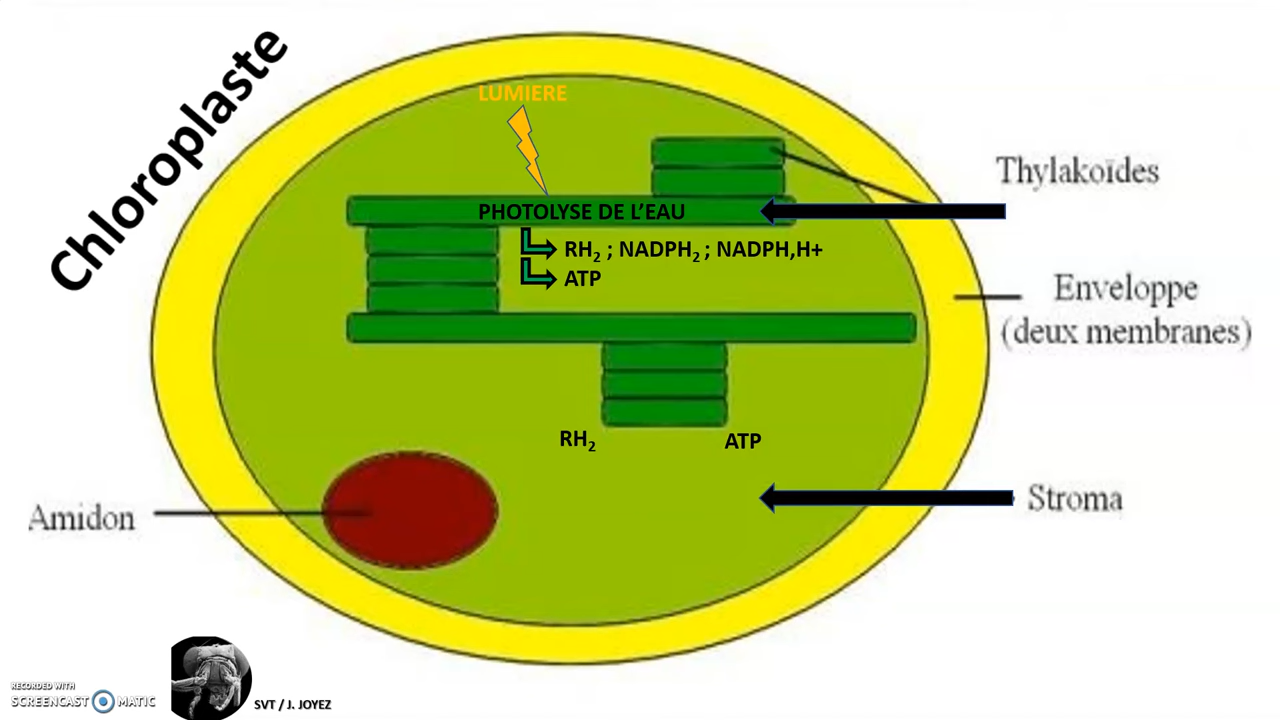 Chloroplaste
LUMIERE
Thylakoïdes
PHOTOLYSE DE L'EAU
RH₂ ; NADPH₂ ; NADPH,H+
ATP
Enveloppe
(deux membranes)
RH₂
ATP
Stroma
Amidon
RECORDED WITH
SCREENCAST MATIC
SVT / J. JOYEZ